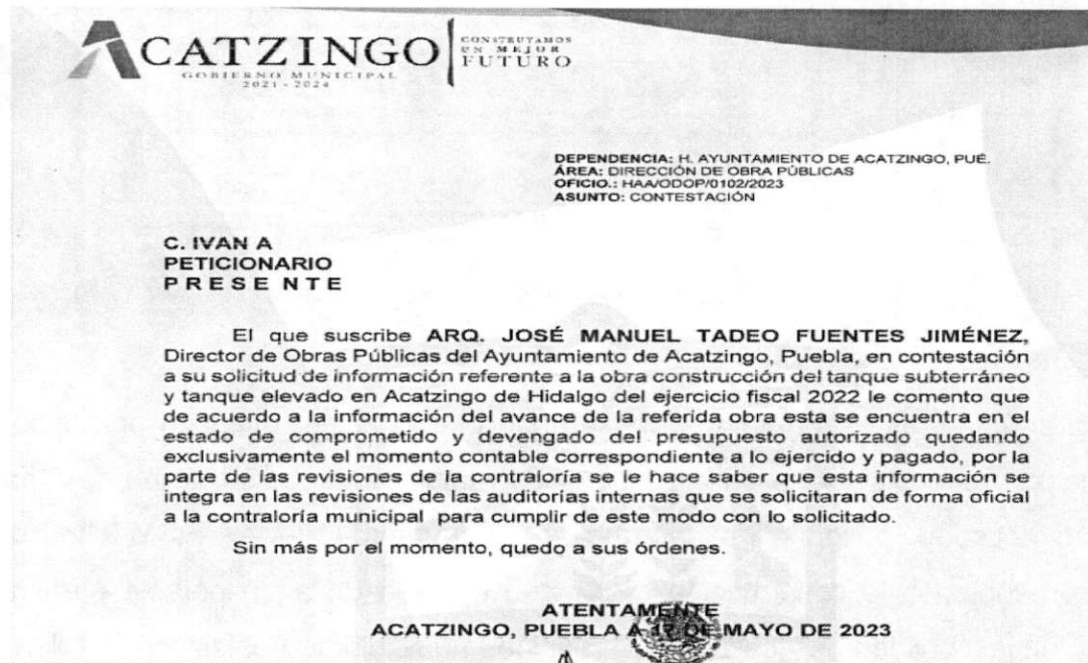 ACATZINGO
GOBIERNO MUNICIPAL
2021 - 2024
CONSTRUYAMOS
UN MEJOR
FUTURO
DEPENDENCIA: H. AYUNTAMIENTO DE ACATZINGO, PUE.
ÁREA: DIRECCIÓN DE OBRA PÚBLICAS
OFICIO.: HAA/ODOP/0102/2023
ASUNTO: CONTESTACIÓN
C. IVAN A
PETICIONARIO
P R E S E NT E
El que suscribe ARQ. JOSÉ MANUEL TADEO FUENTES JIMÉNEZ,
Director de Obras Públicas del Ayuntamiento de Acatzingo, Puebla, en contestación
a su solicitud de información referente a la obra construcción del tanque subterráneo
y tanque elevado en Acatzingo de Hidalgo del ejercicio fiscal 2022 le comento que
de acuerdo a la información del avance de la referida obra esta se encuentra en el
estado de comprometido y devengado del presupuesto autorizado quedando
exclusivamente el momento contable correspondiente a lo ejercido y pagado, por la
parte de las revisiones de la contraloría se le hace saber que esta información se
integra en las revisiones de las auditorías internas que se solicitaran de forma oficial
a la contraloría municipal para cumplir de este modo con lo solicitado.
Sin más por el momento, quedo a sus órdenes.
ATENTAMENTE
ACATZINGO, PUEBLA A 17 DE MAYO DE 2023